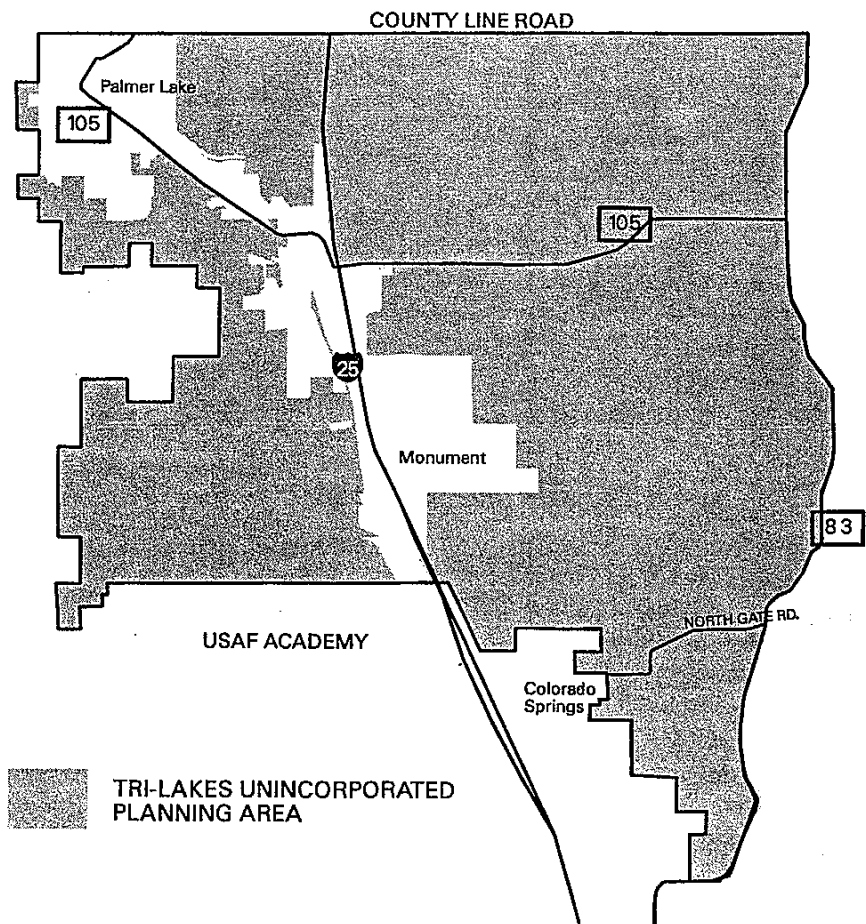 COUNTY LINE ROAD
Palmer Lake
105
105
25
Monument
83
NORTH GATE RD.
USAF ACADEMY
Colorado
Springs
TRI-LAKES UNINCORPORATED
PLANNING AREA